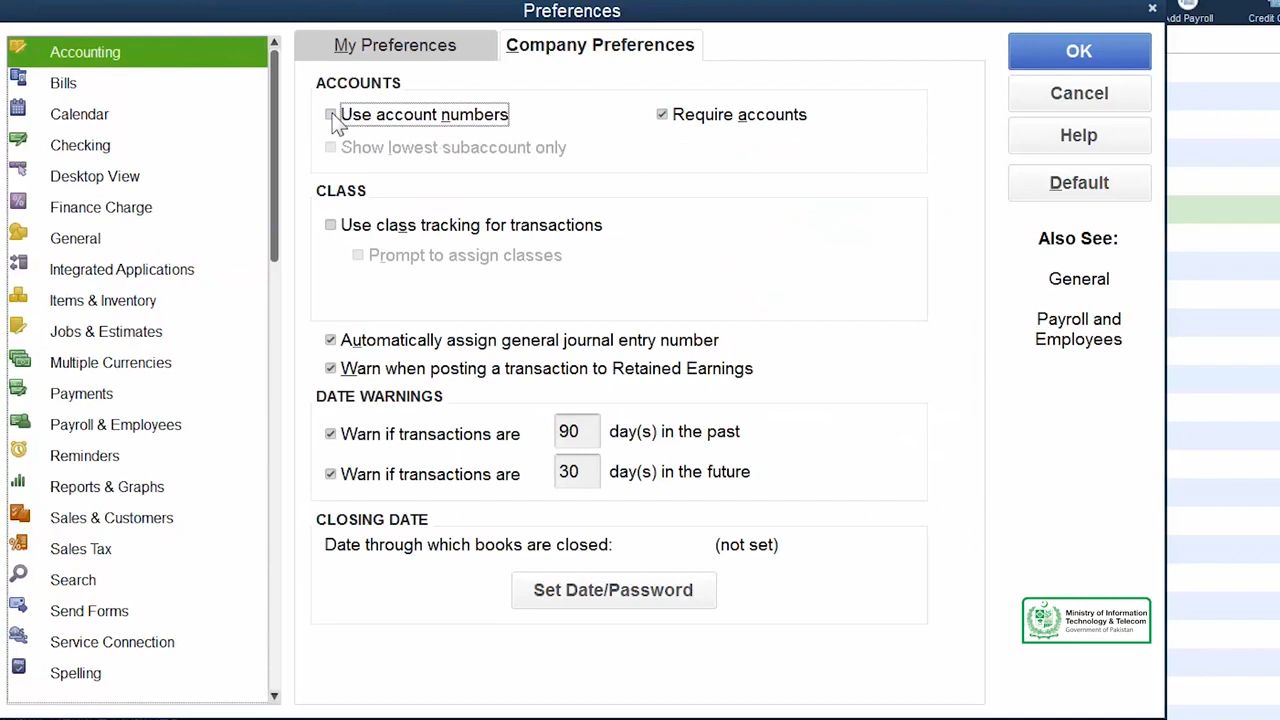 Preferences
×
Add Payroll
Credit C
Accounting
Bills
Calendar
Checking
Desktop View
Finance Charge
General
Integrated Applications
Items & Inventory
Jobs & Estimates
Multiple Currencies
Payments
Payroll & Employees
Reminders
Reports & Graphs
Sales & Customers
Sales Tax
Search
Send Forms
Service Connection
Spelling
My Preferences
Company Preferences
ACCOUNTS
Use account numbers
Require accounts
Show lowest subaccount only
CLASS
Use class tracking for transactions
Prompt to assign classes
Automatically assign general journal entry number
Warn when posting a transaction to Retained Earnings
DATE WARNINGS
Warn if transactions are 90 day(s) in the past
Warn if transactions are 30 day(s) in the future
CLOSING DATE
Date through which books are closed: (not set)
Set Date/Password
OK
Cancel
Help
Default
Also See:
General
Payroll and
Employees
Ministry of Information
Technology & Telecom
Government of Pakistan